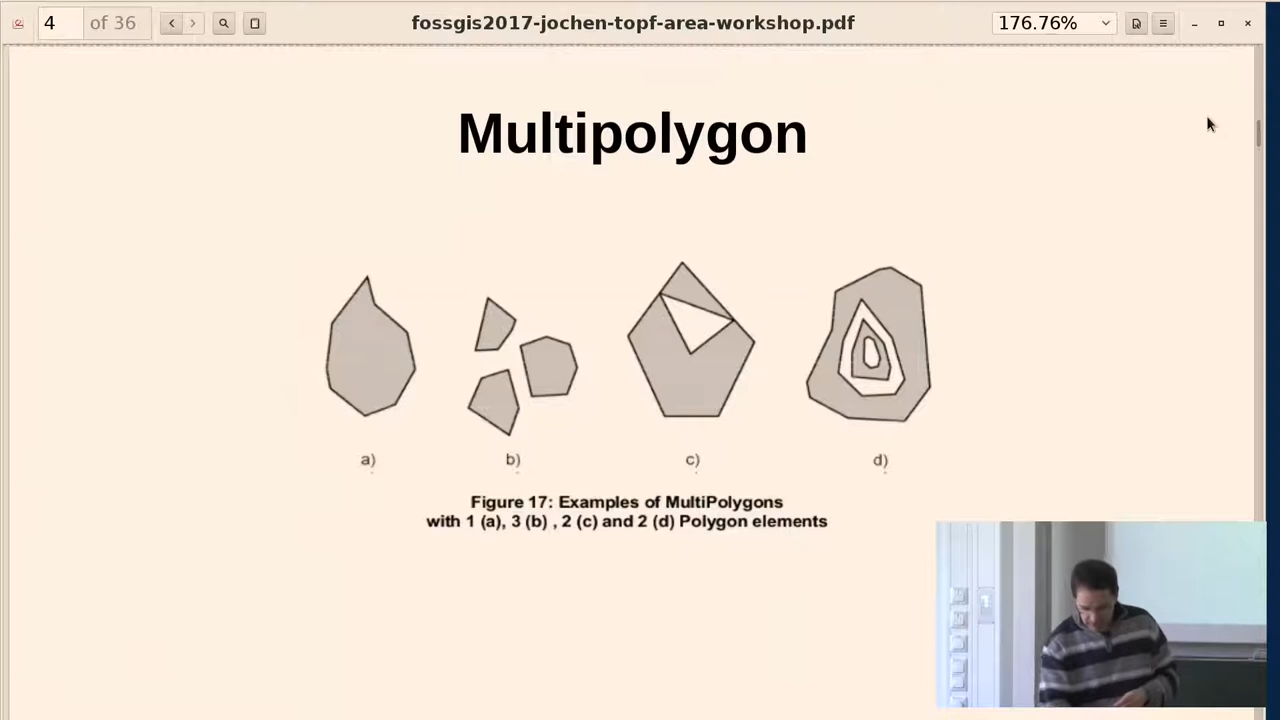 4 of 36
fossgis2017-jochen-topf-area-workshop.pdf
176.76%
Multipolygon
a)
b)
c)
d)
Figure 17: Examples of MultiPolygons
with 1 (a), 3 (b) , 2 (c) and 2 (d) Polygon elements